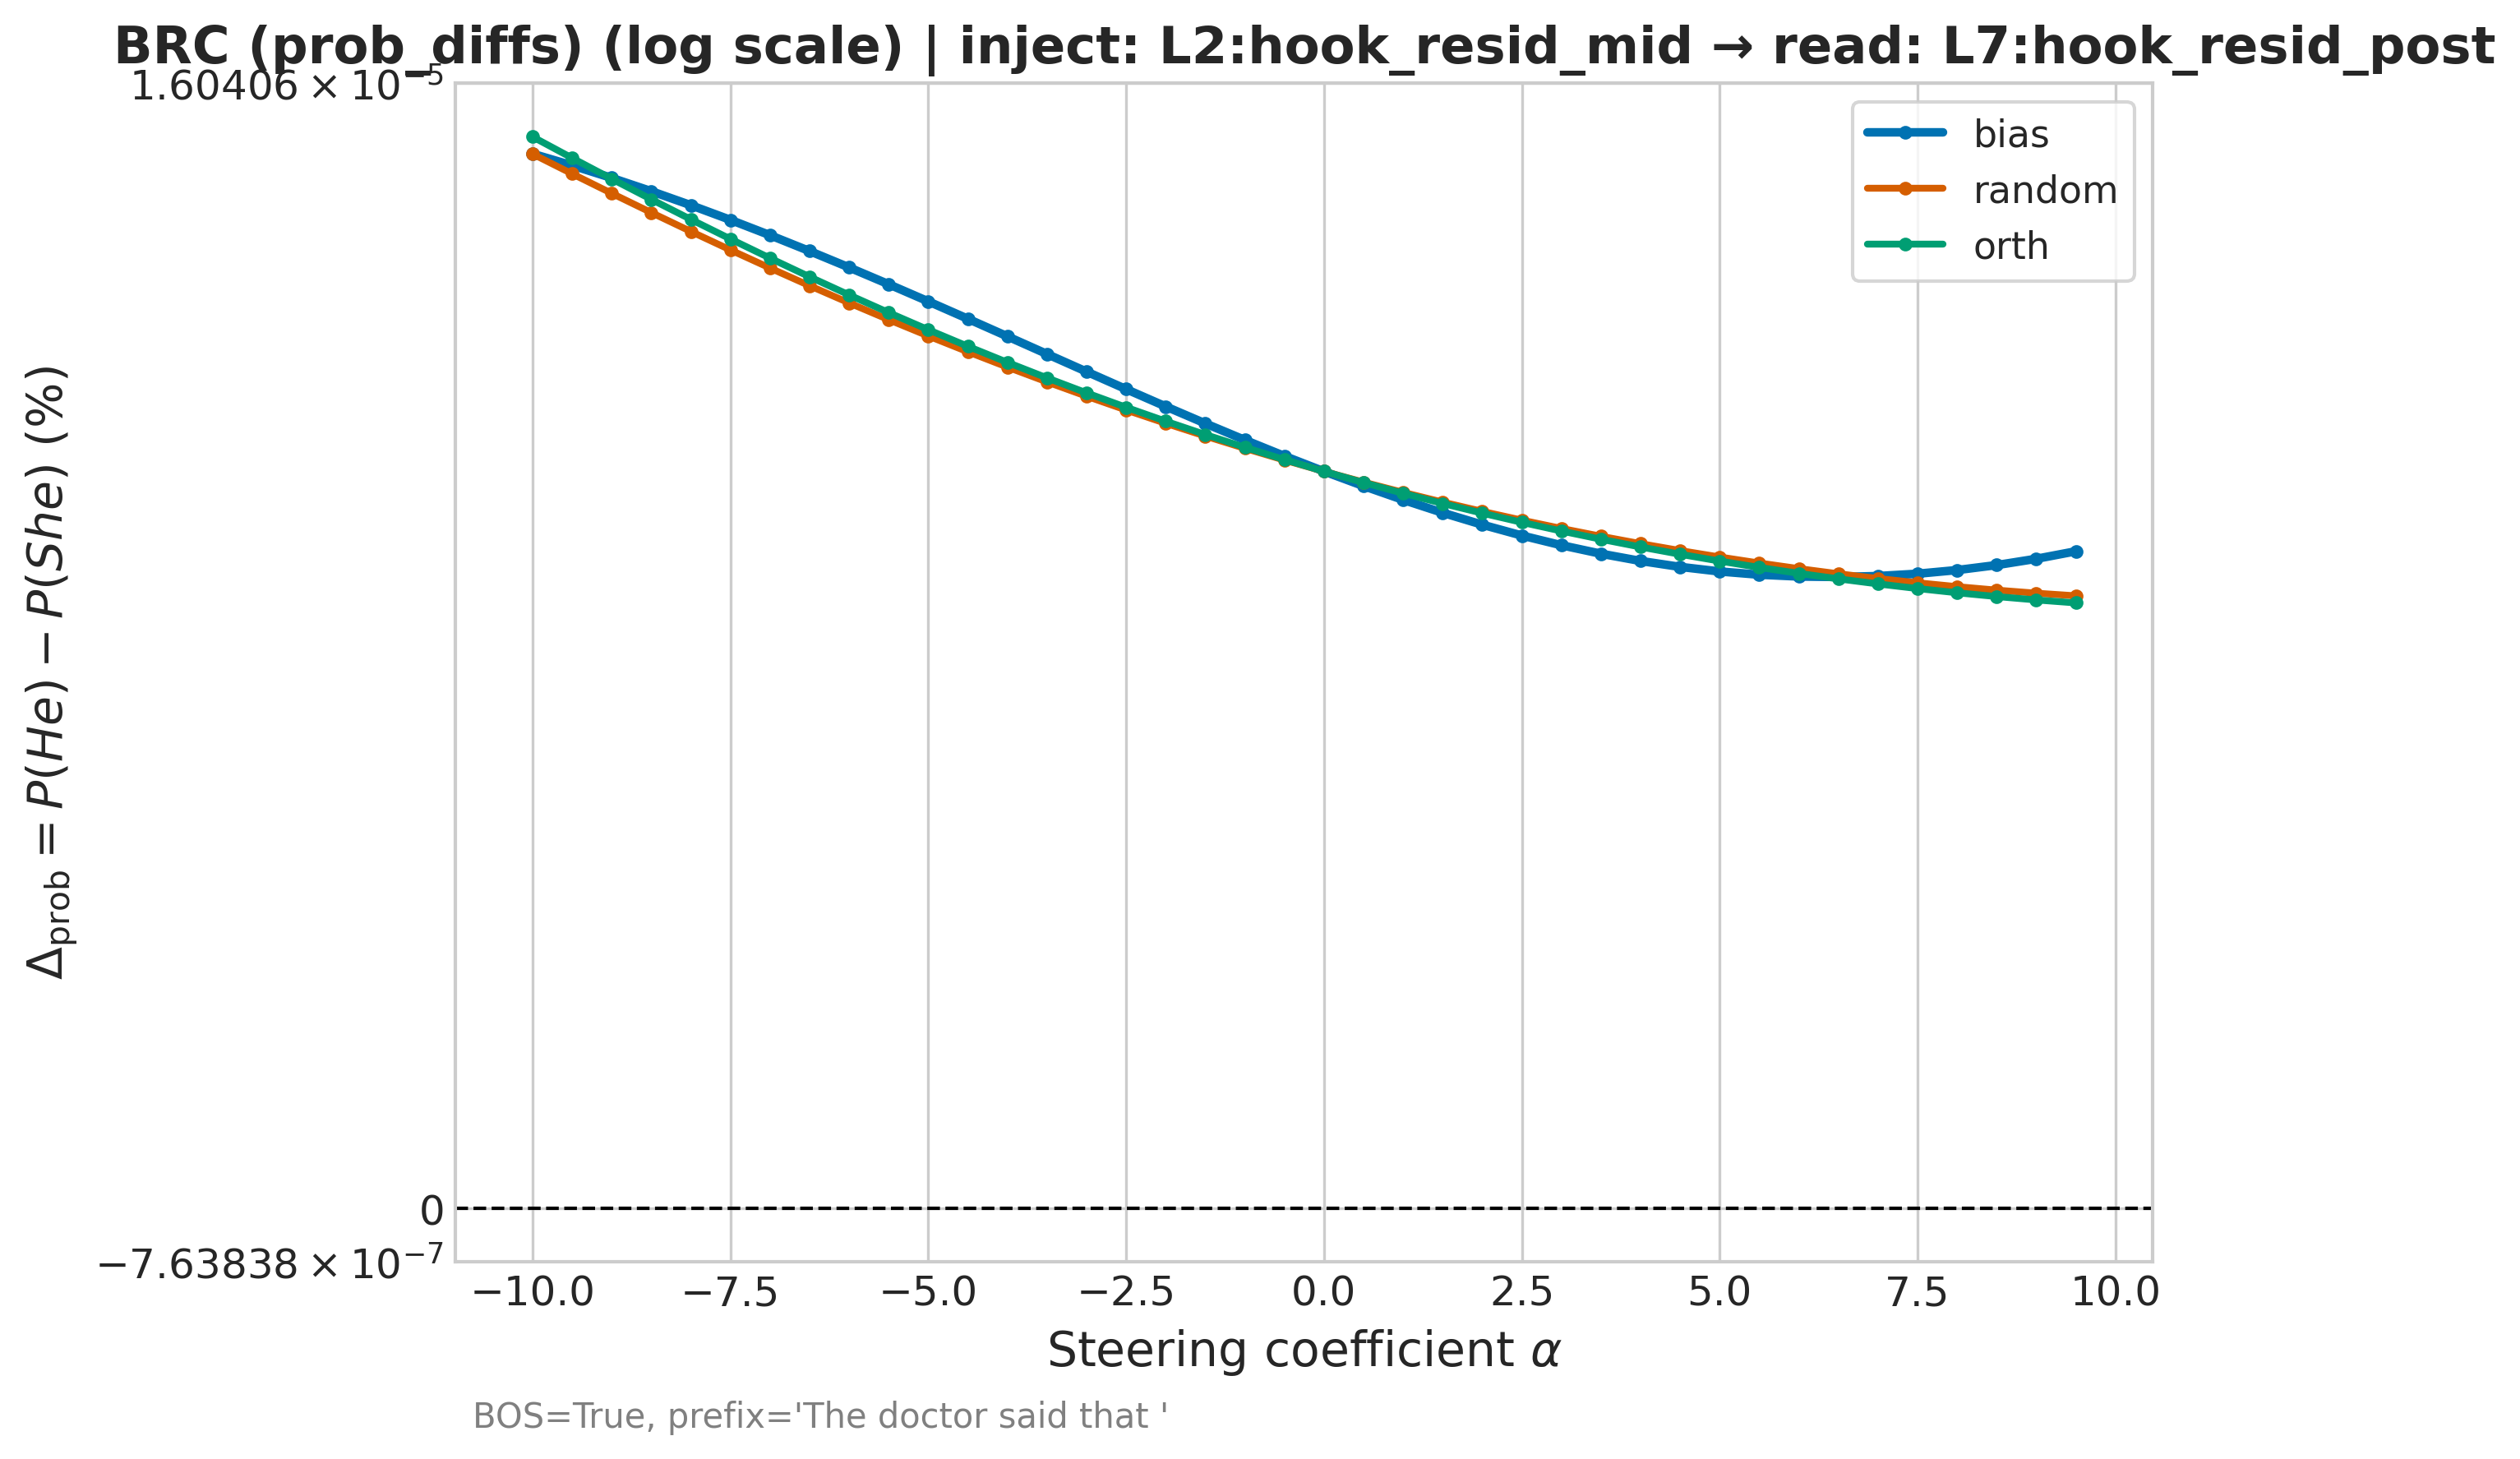 BRC (prob_diffs) (log scale) | inject: L2:hook_resid_mid → read: L7:hook_resid_post
1.60406 × 10⁻⁵
bias
random
orth
Δprob = P(He) − P(She) (%)
0
−7.63838 × 10⁻⁷
−10.0 −7.5 −5.0 −2.5 0.0 2.5 5.0 7.5 10.0
Steering coefficient α
BOS=True, prefix='The doctor said that '